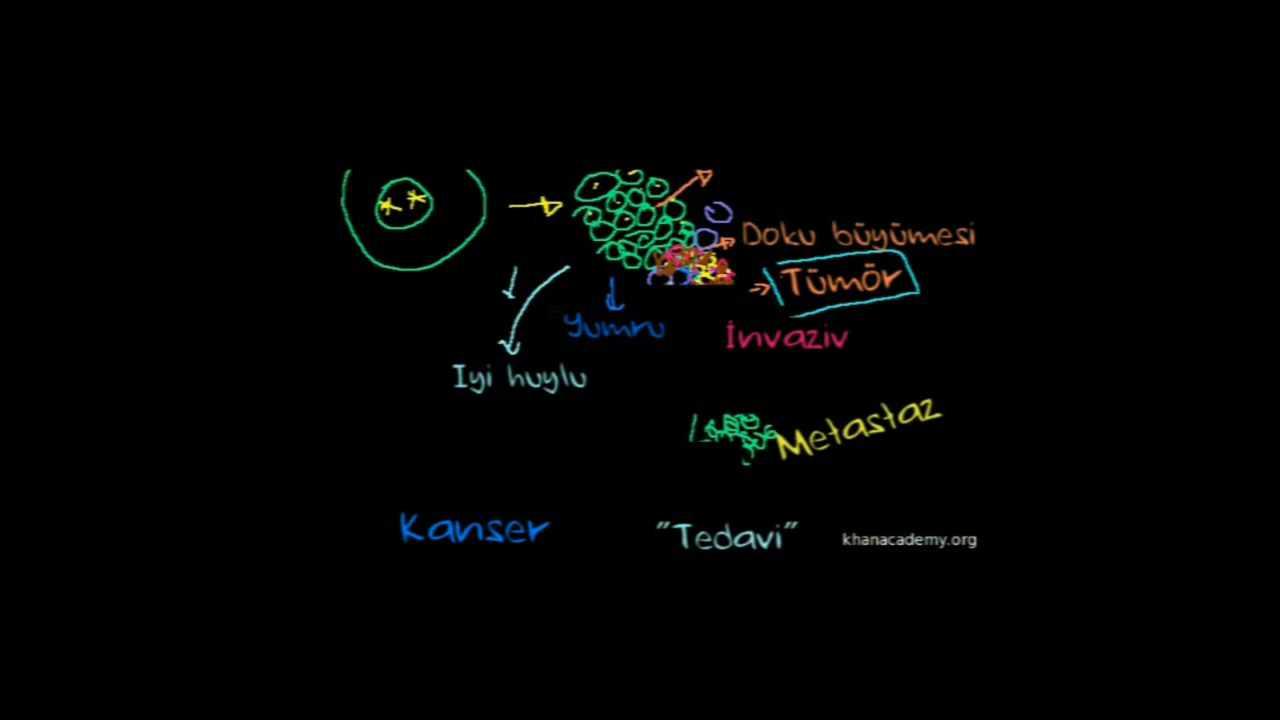 Doku büyümesi
Tümör
Yumru
İnvaziv
Iyi huylu
Metastaz
Kanser
"Tedavi"
khanacademy.org